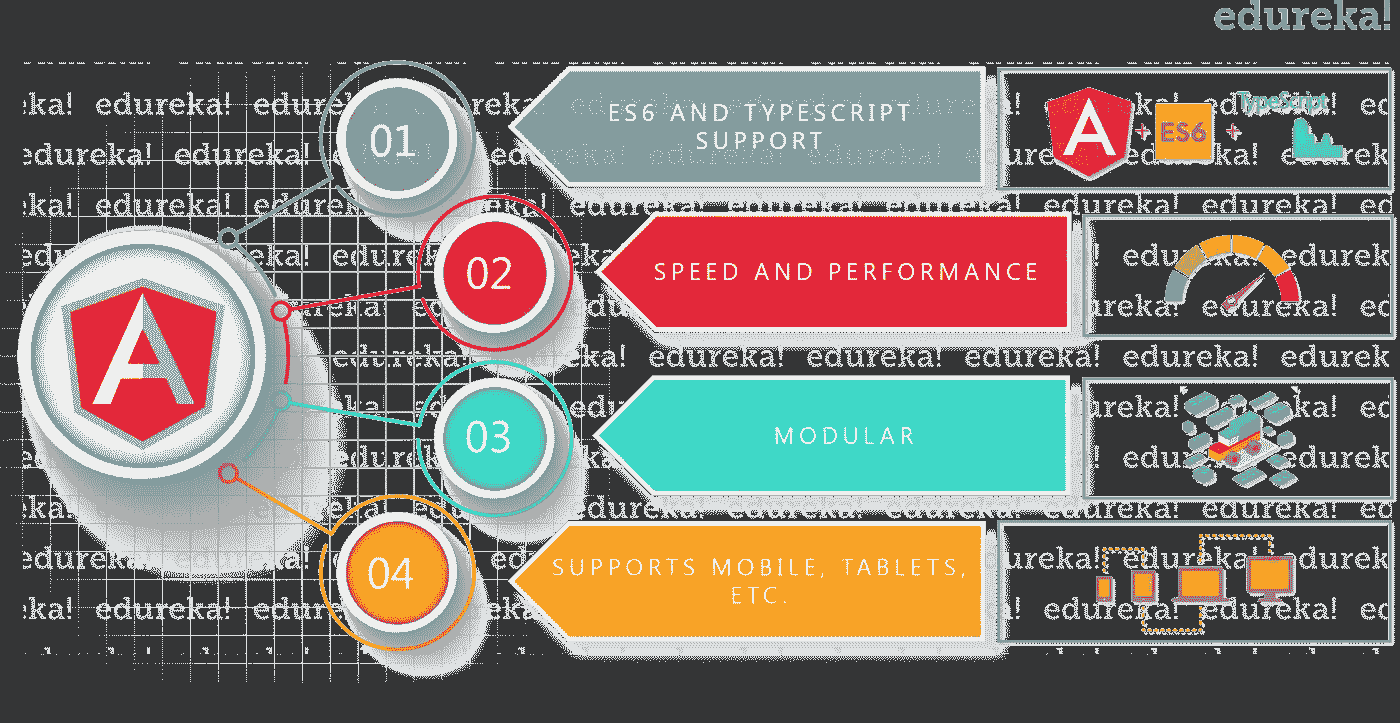 edureka!
01
ES6 AND TYPESCRIPT
SUPPORT
A
+
ES6
+
TypeScript
02
SPEED AND PERFORMANCE
A
03
MODULAR
04
SUPPORTS MOBILE, TABLETS,
ETC.